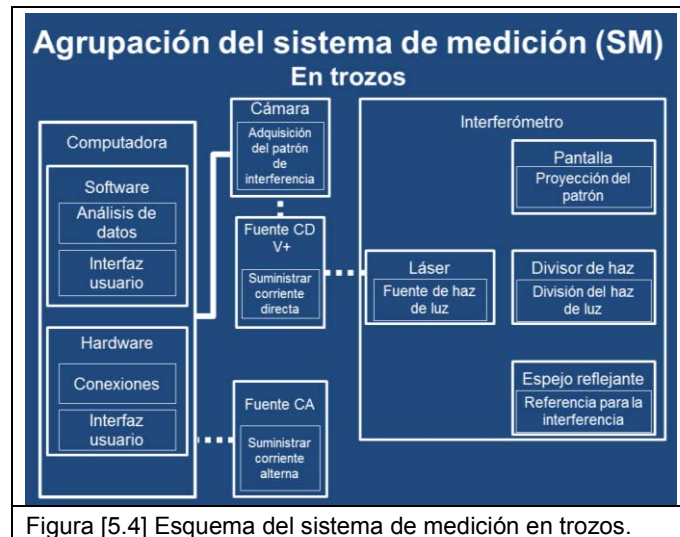 Agrupación del sistema de medición (SM)
En trozos
Computadora
Software
Análisis de
datos
Interfaz
usuario
Hardware
Conexiones
Interfaz
usuario
Cámara
Adquisición
del patrón
de
interferencia
Fuente CD
V+
Suministrar
corriente
directa
Fuente CA
Suministrar
corriente
alterna
Interferómetro
Pantalla
Proyección del
patrón
Láser
Fuente de haz
de luz
Divisor de haz
División del haz
de luz
Espejo reflejante
Referencia para la
interferencia
Figura [5.4] Esquema del sistema de medición en trozos.